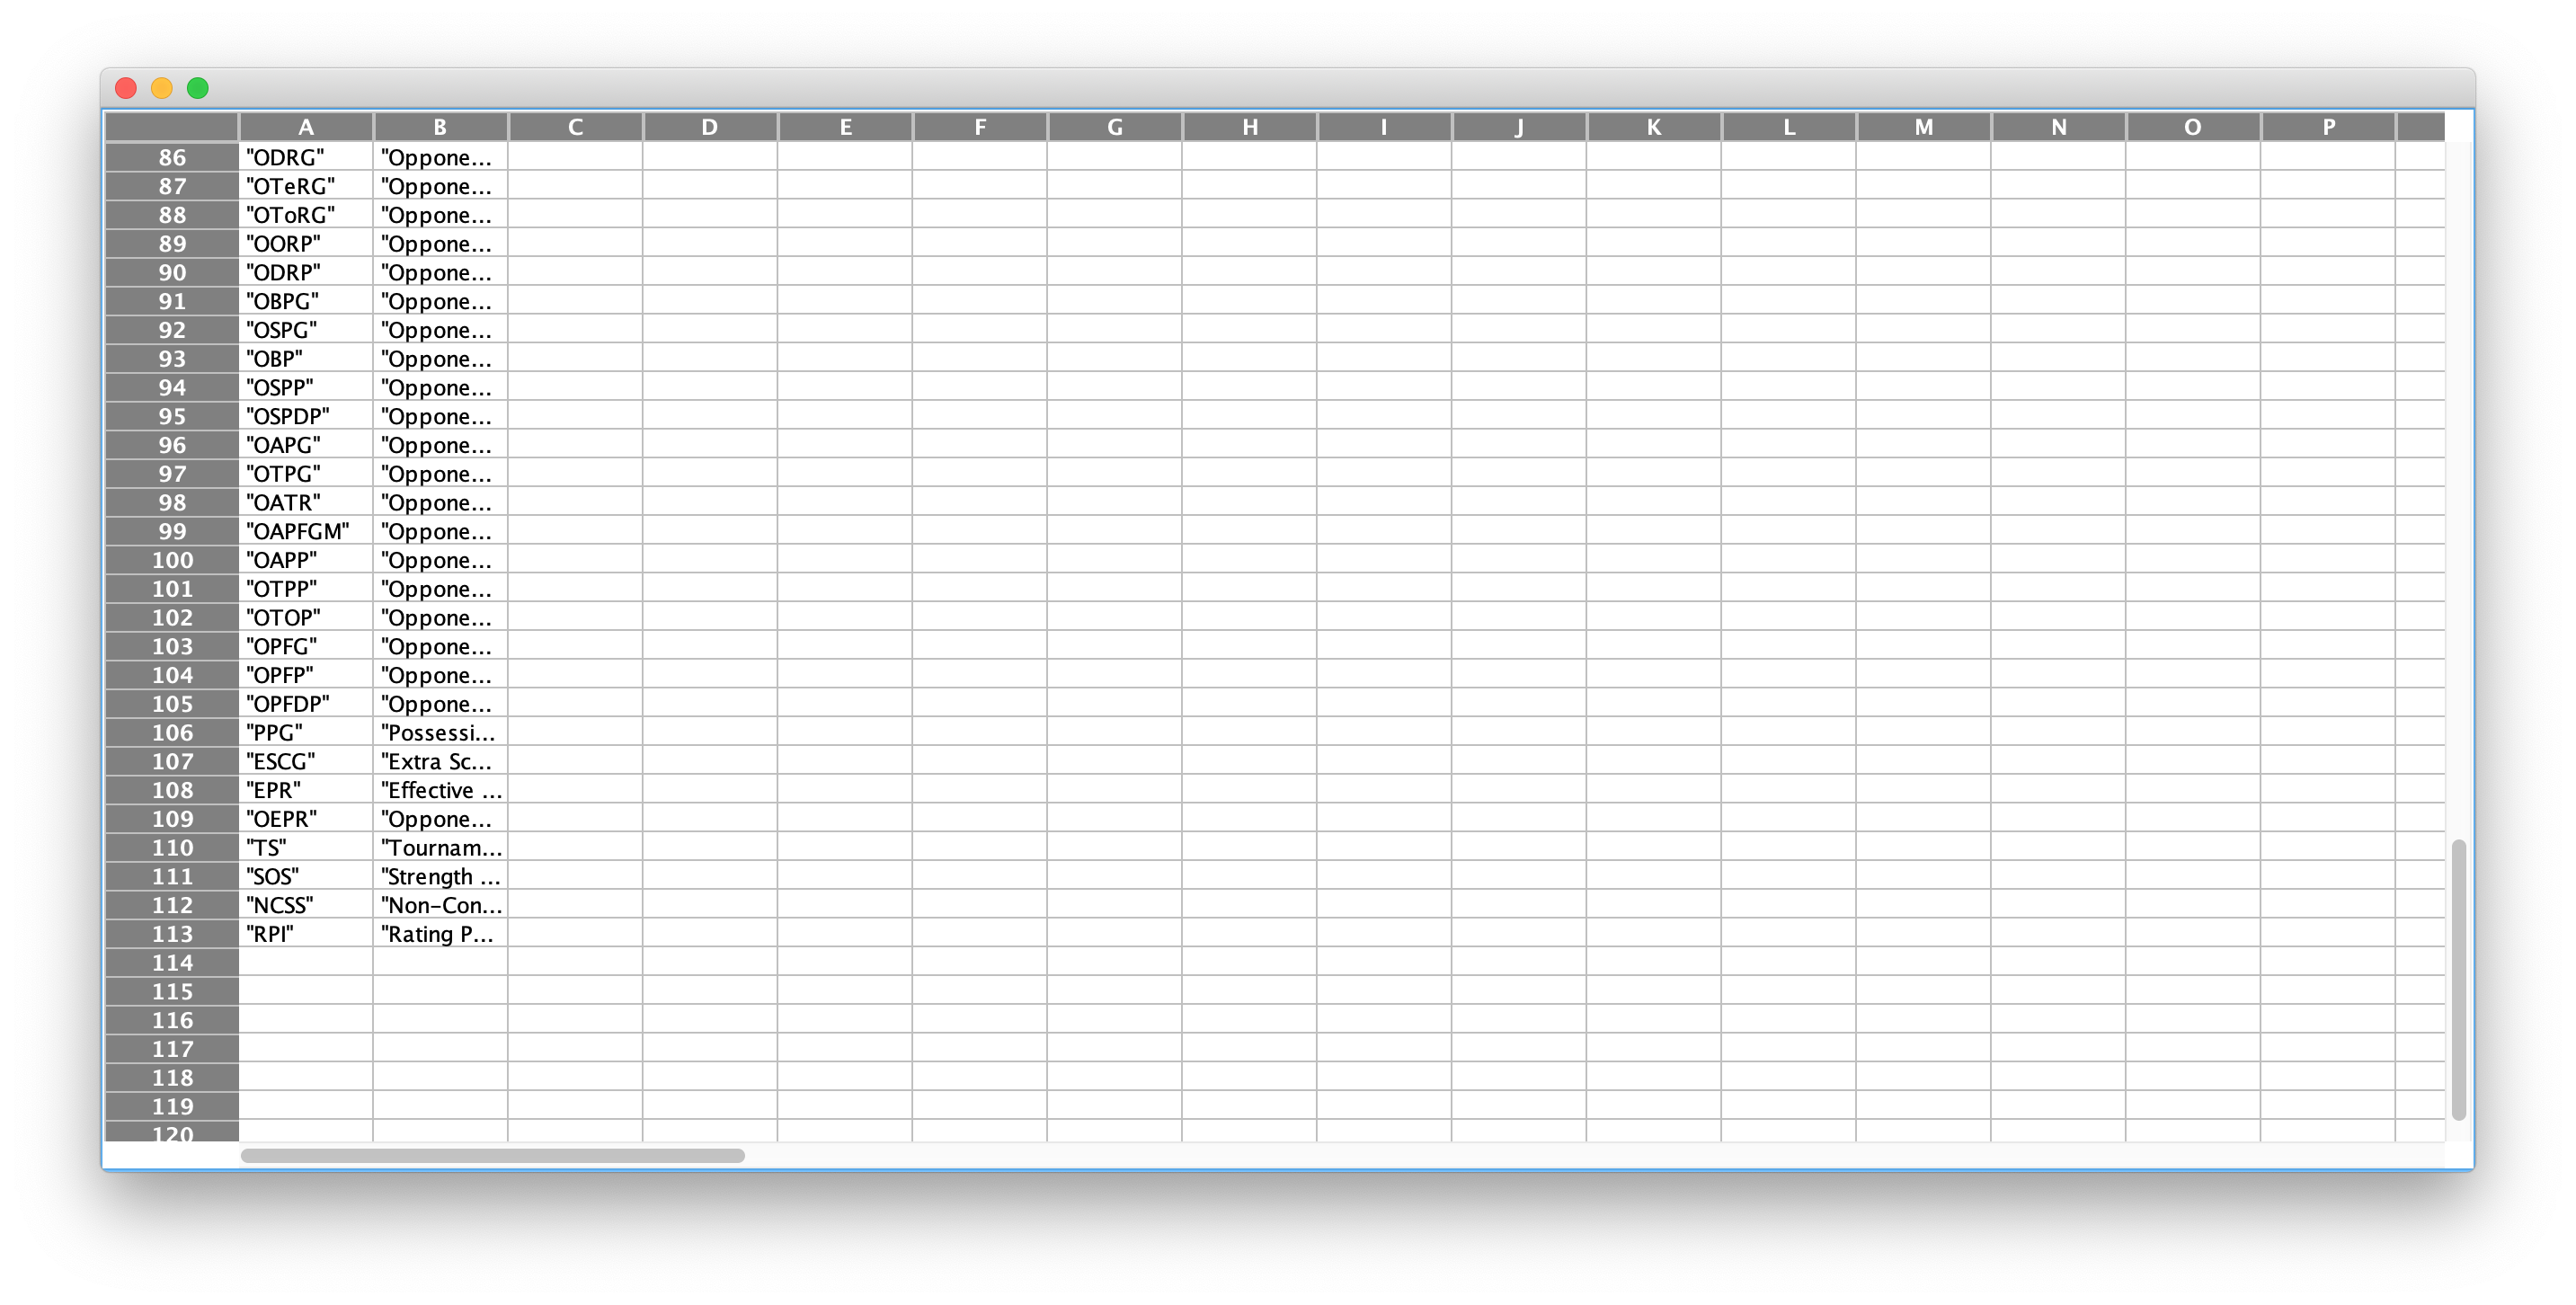 A B C D E F G H I J K L M N O P
86 "ODRG" "Oppone...
87 "OTeRG" "Oppone...
88 "OToRG" "Oppone...
89 "OORP" "Oppone...
90 "ODRP" "Oppone...
91 "OBPG" "Oppone...
92 "OSPG" "Oppone...
93 "OBP" "Oppone...
94 "OSPP" "Oppone...
95 "OSPDP" "Oppone...
96 "OAPG" "Oppone...
97 "OTPG" "Oppone...
98 "OATR" "Oppone...
99 "OAPFGM" "Oppone...
100 "OAPP" "Oppone...
101 "OTPP" "Oppone...
102 "OTOP" "Oppone...
103 "OPFG" "Oppone...
104 "OPFP" "Oppone...
105 "OPFDP" "Oppone...
106 "PPG" "Possessi...
107 "ESCG" "Extra Sc...
108 "EPR" "Effective ...
109 "OEPR" "Oppone...
110 "TS" "Tournam...
111 "SOS" "Strength ...
112 "NCSS" "Non-Con...
113 "RPI" "Rating P...
114
115
116
117
118
119
120